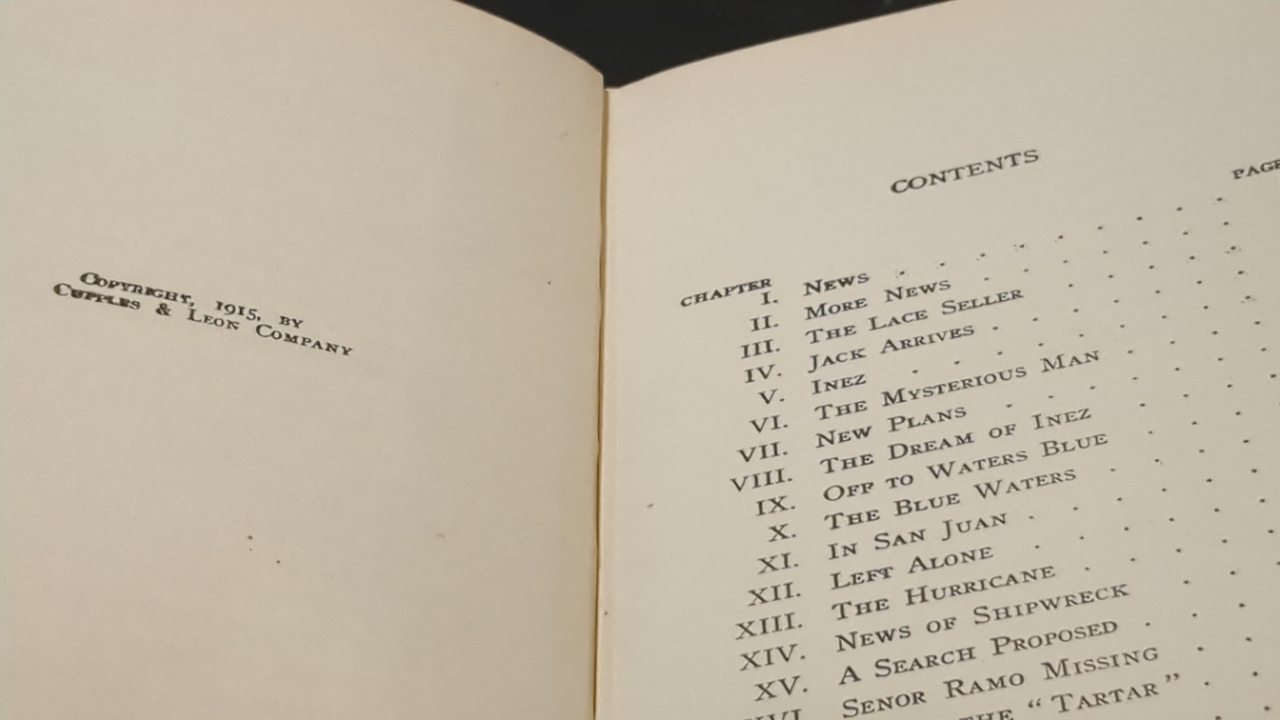 COPYRIGHT, 1915, BY
CUPPLES & LEON COMPANY
CONTENTS
CHAPTER PAGE
I. NEWS
II. MORE NEWS
III. THE LACE SELLER
IV. JACK ARRIVES
V. INEZ
VI. THE MYSTERIOUS MAN
VII. NEW PLANS
VIII. THE DREAM OF INEZ
IX. OFF TO WATERS BLUE
X. THE BLUE WATERS
XI. IN SAN JUAN
XII. LEFT ALONE
XIII. THE HURRICANE
XIV. NEWS OF SHIPWRECK
XV. A SEARCH PROPOSED
XVI. SENOR RAMO MISSING
THE "TARTAR"